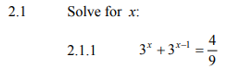 2.1 Solve for x:
2.1.1 3^x + 3^{x–1} = 4/9